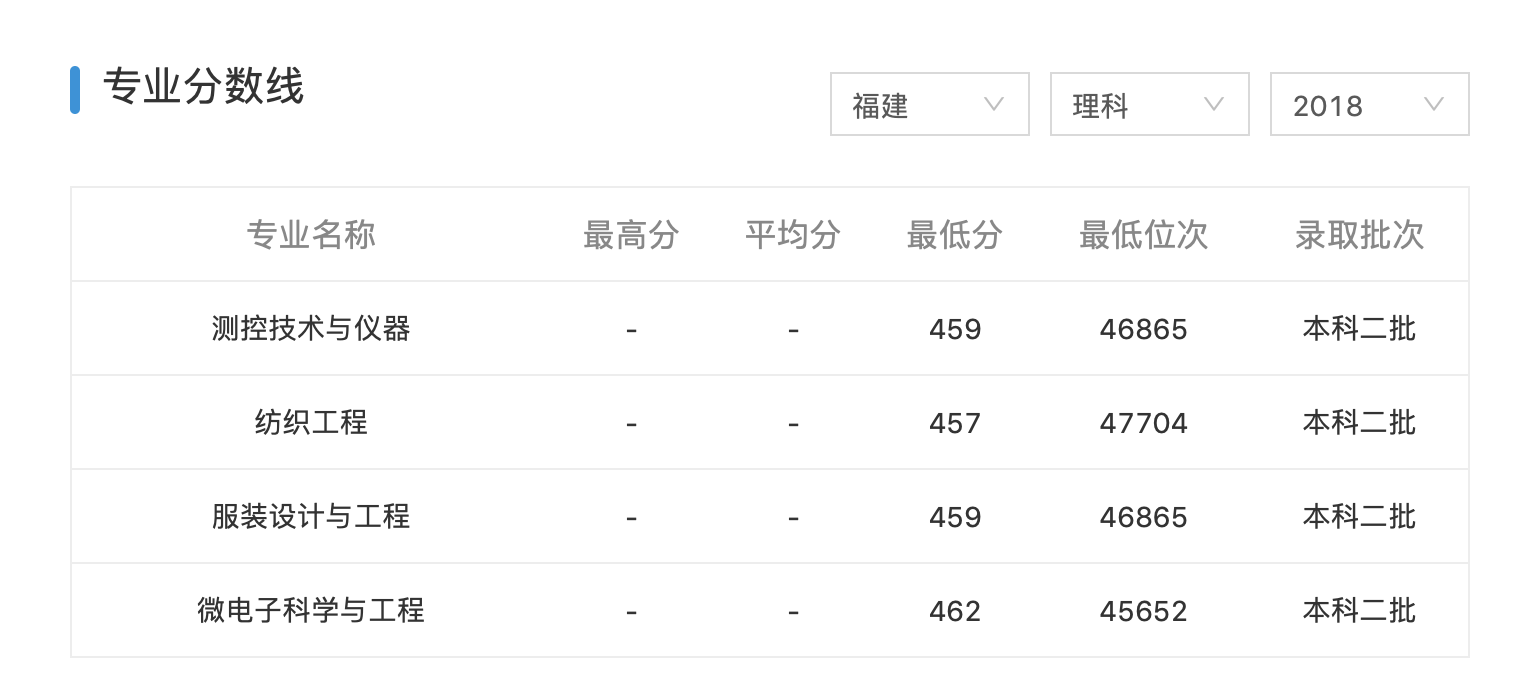 专业分数线
福建 理科 2018
专业名称 最高分 平均分 最低分 最低位次 录取批次
测控技术与仪器 - - 459 46865 本科二批
纺织工程 - - 457 47704 本科二批
服装设计与工程 - - 459 46865 本科二批
微电子科学与工程 - - 462 45652 本科二批